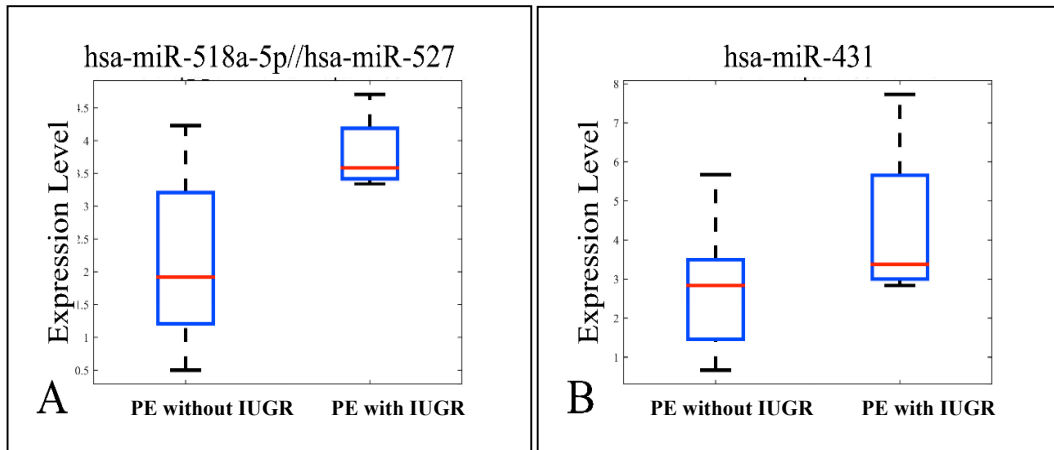 hsa-miR-518a-5p//hsa-miR-527
Expression Level
4.5
4
3.5
3
2.5
2
1.5
1
0.5
A
PE without IUGR
PE with IUGR
hsa-miR-431
Expression Level
8
7
6
5
4
3
2
1
B
PE without IUGR
PE with IUGR